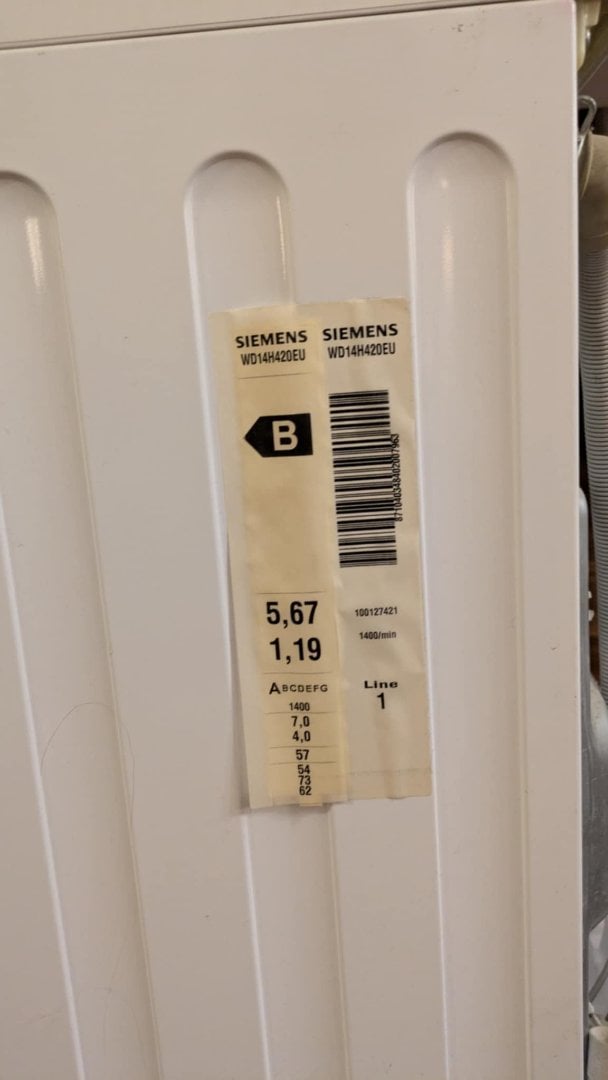 SIEMENS
WD14H420EU
B
5,67
1,19
ABCDEFG
1400
7,0
4,0
57
54
73
62
SIEMENS
WD14H420EU
100127421
1400/min
Line
1